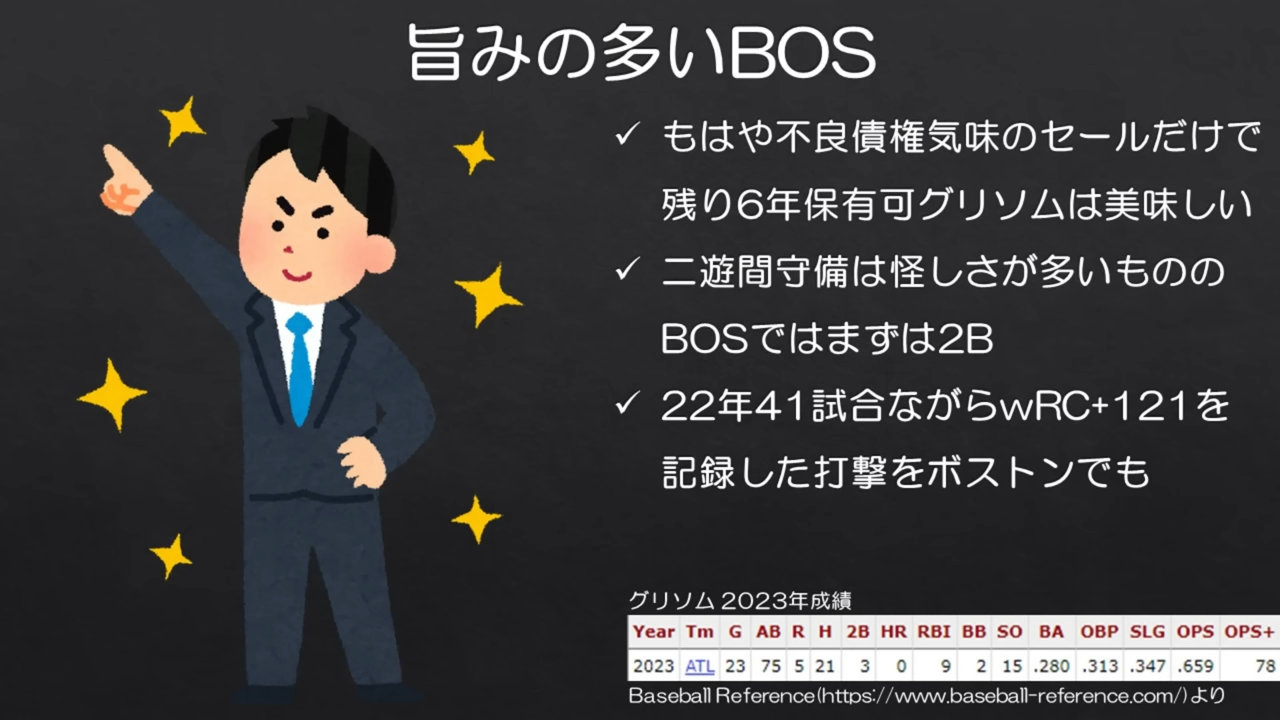 旨みの多いBOS
✓ もはや不良債権気味のセールだけで
残り6年保有可グリソムは美味しい
✓ 二遊間守備は怪しさが多いものの
BOSではまずは2B
✓ 22年41試合ながらwRC+121を
記録した打撃をボストンでも
グリソム 2023年成績
Year Tm G AB R H 2B HR RBI BB SO BA OBP SLG OPS OPS+
2023 ATL 23 75 5 21 3 0 9 2 15 .280 .313 .347 .659 78
Baseball Reference(https://www.baseball-reference.com/)より